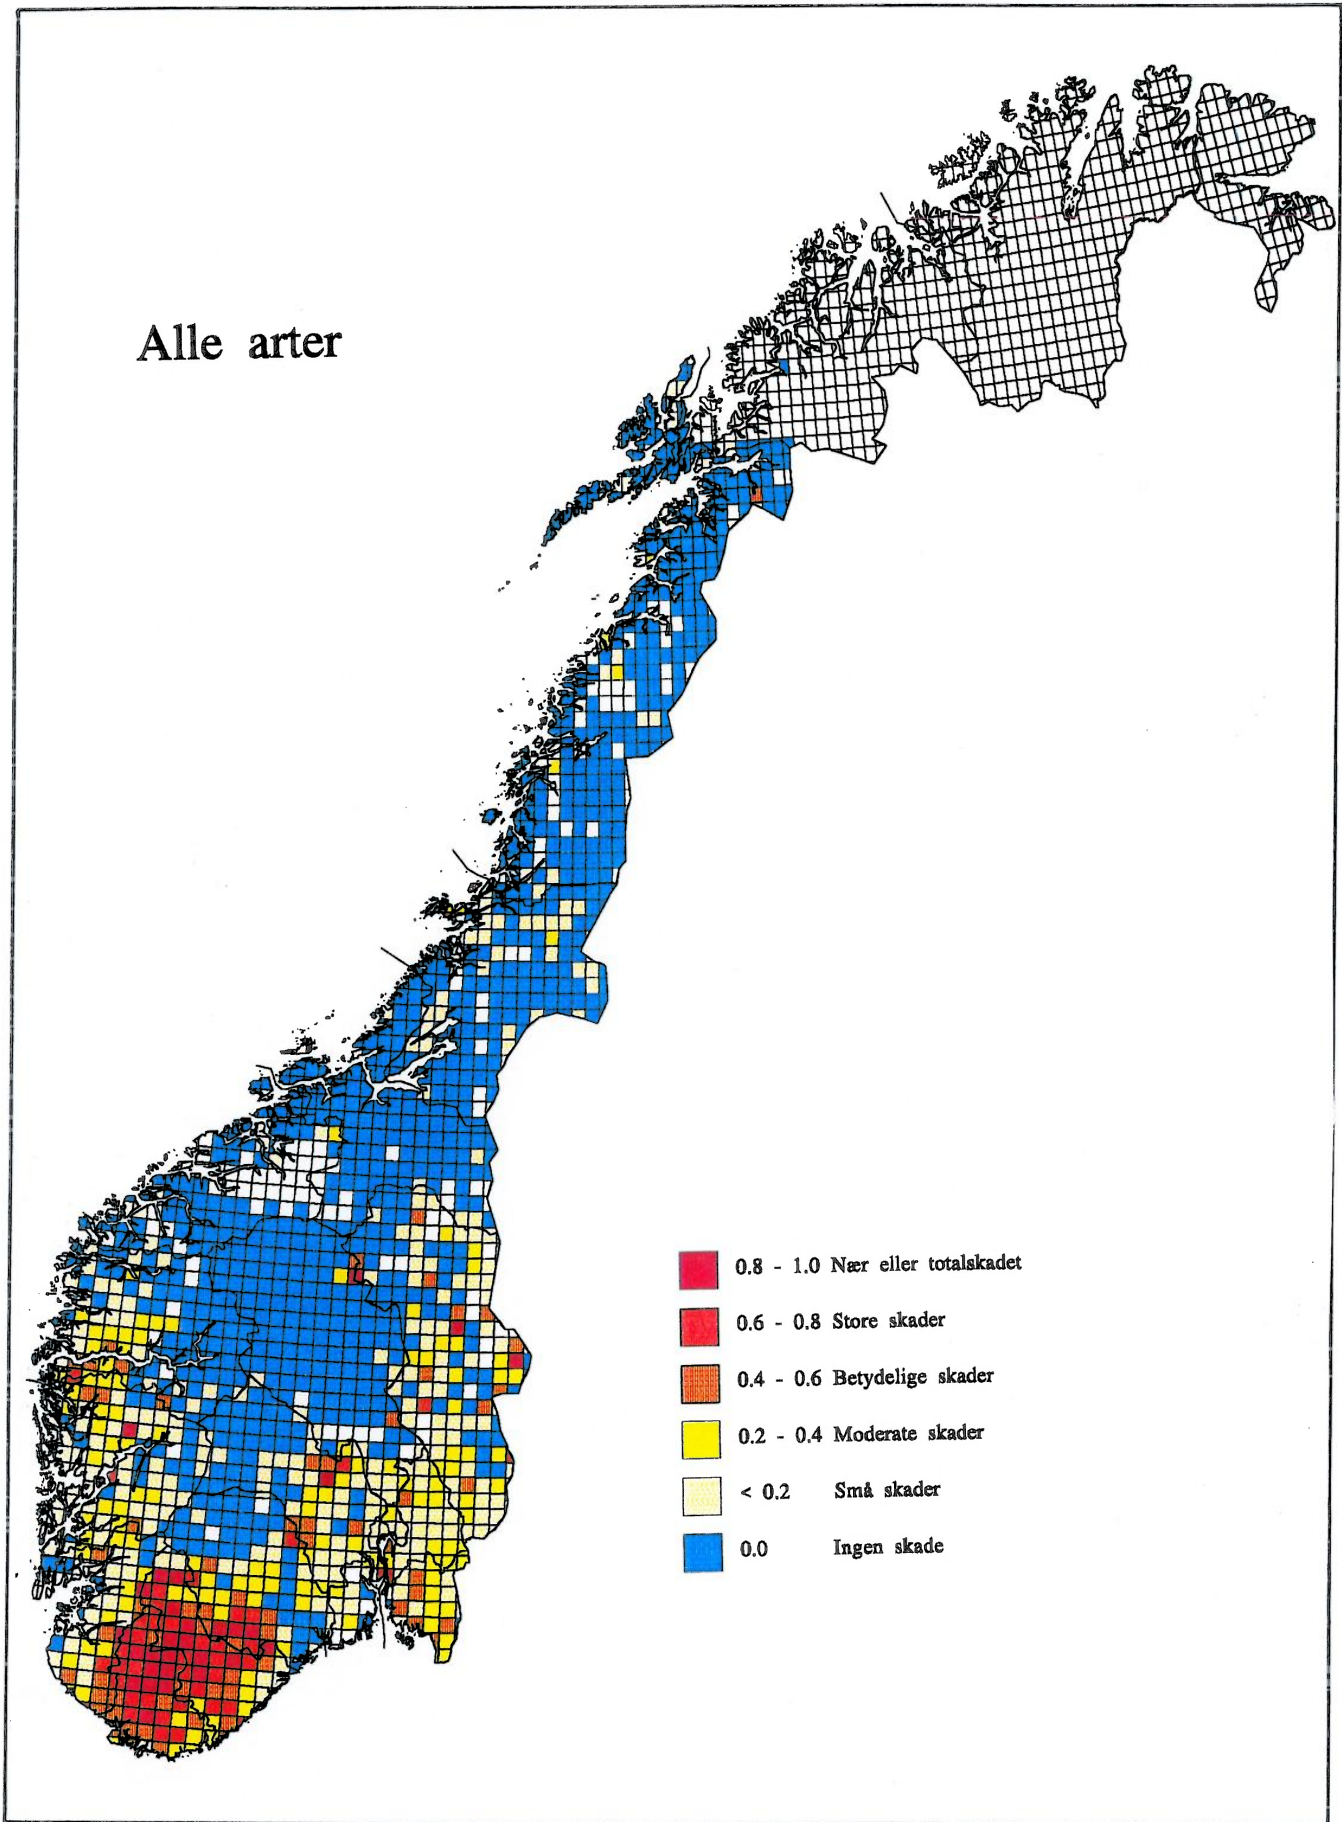 Alle arter
0.8 - 1.0 Nær eller totalskadet
0.6 - 0.8 Store skader
0.4 - 0.6 Betydelige skader
0.2 - 0.4 Moderate skader
< 0.2 Små skader
0.0 Ingen skade